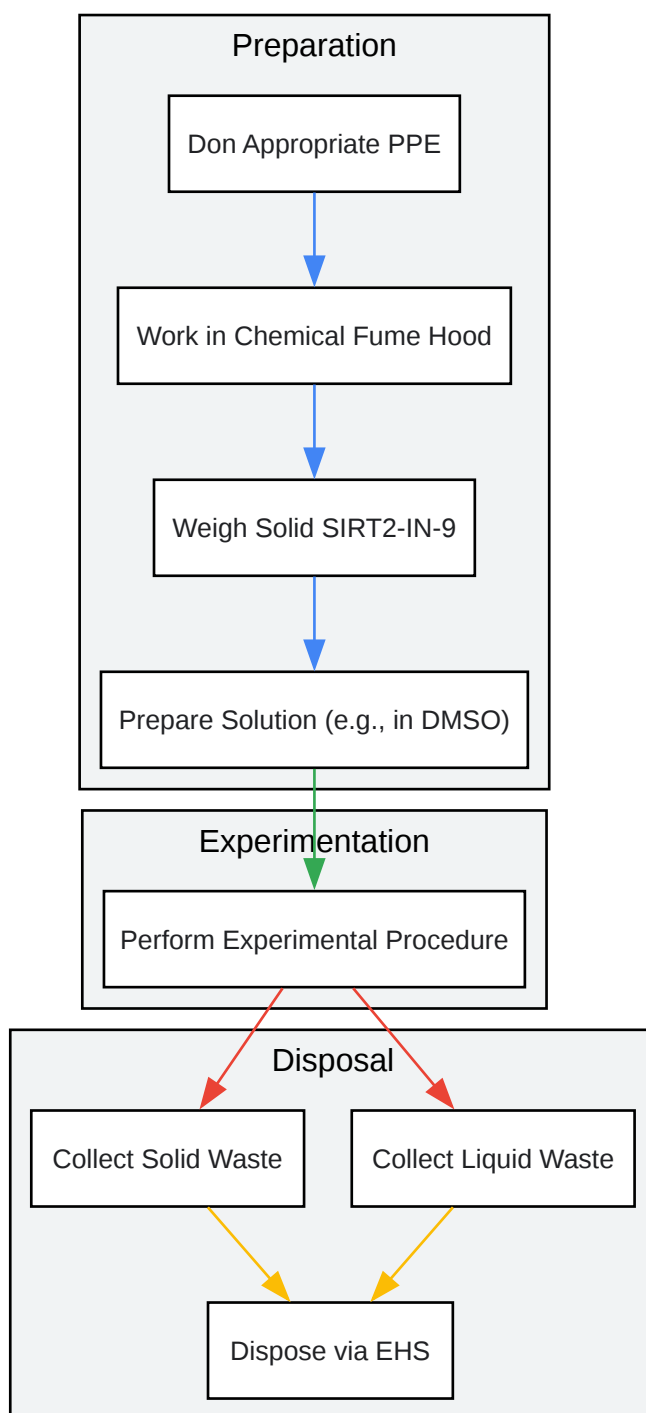 Preparation
Don Appropriate PPE
Work in Chemical Fume Hood
Weigh Solid SIRT2-IN-9
Prepare Solution (e.g., in DMSO)
Experimentation
Perform Experimental Procedure
Disposal
Collect Solid Waste
Collect Liquid Waste
Dispose via EHS